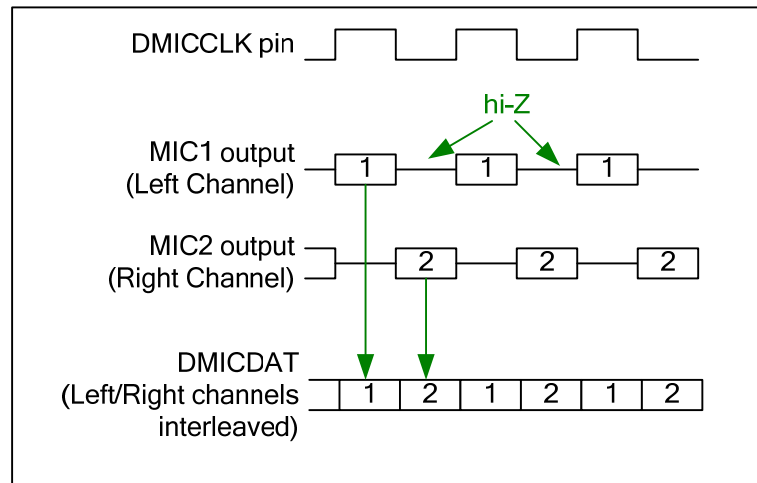 DMICCLK pin
hi-Z
MIC1 output
(Left Channel)
1 1 1
MIC2 output
(Right Channel)
2 2 2
DMICDAT
(Left/Right channels
interleaved)
1 2 1 2 1 2